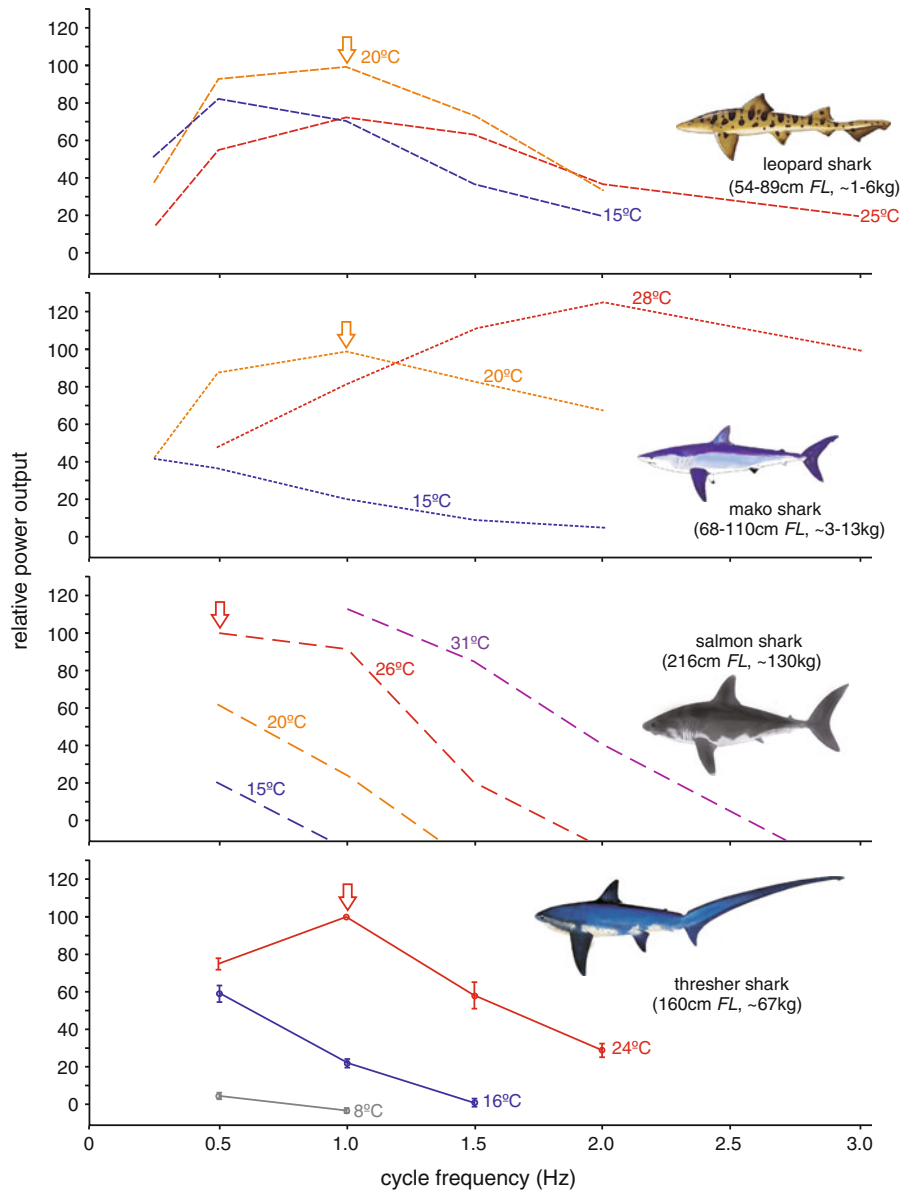 relative power output
120
100
80
60
40
20
0
20ºC
15ºC
25ºC
leopard shark
(54-89cm FL, ~1-6kg)
120
100
80
60
40
20
0
28ºC
20ºC
15ºC
mako shark
(68-110cm FL, ~3-13kg)
120
100
80
60
40
20
0
31ºC
26ºC
20ºC
15ºC
salmon shark
(216cm FL, ~130kg)
120
100
80
60
40
20
0
24ºC
16ºC
8ºC
thresher shark
(160cm FL, ~67kg)
0 0.5 1.0 1.5 2.0 2.5 3.0
cycle frequency (Hz)